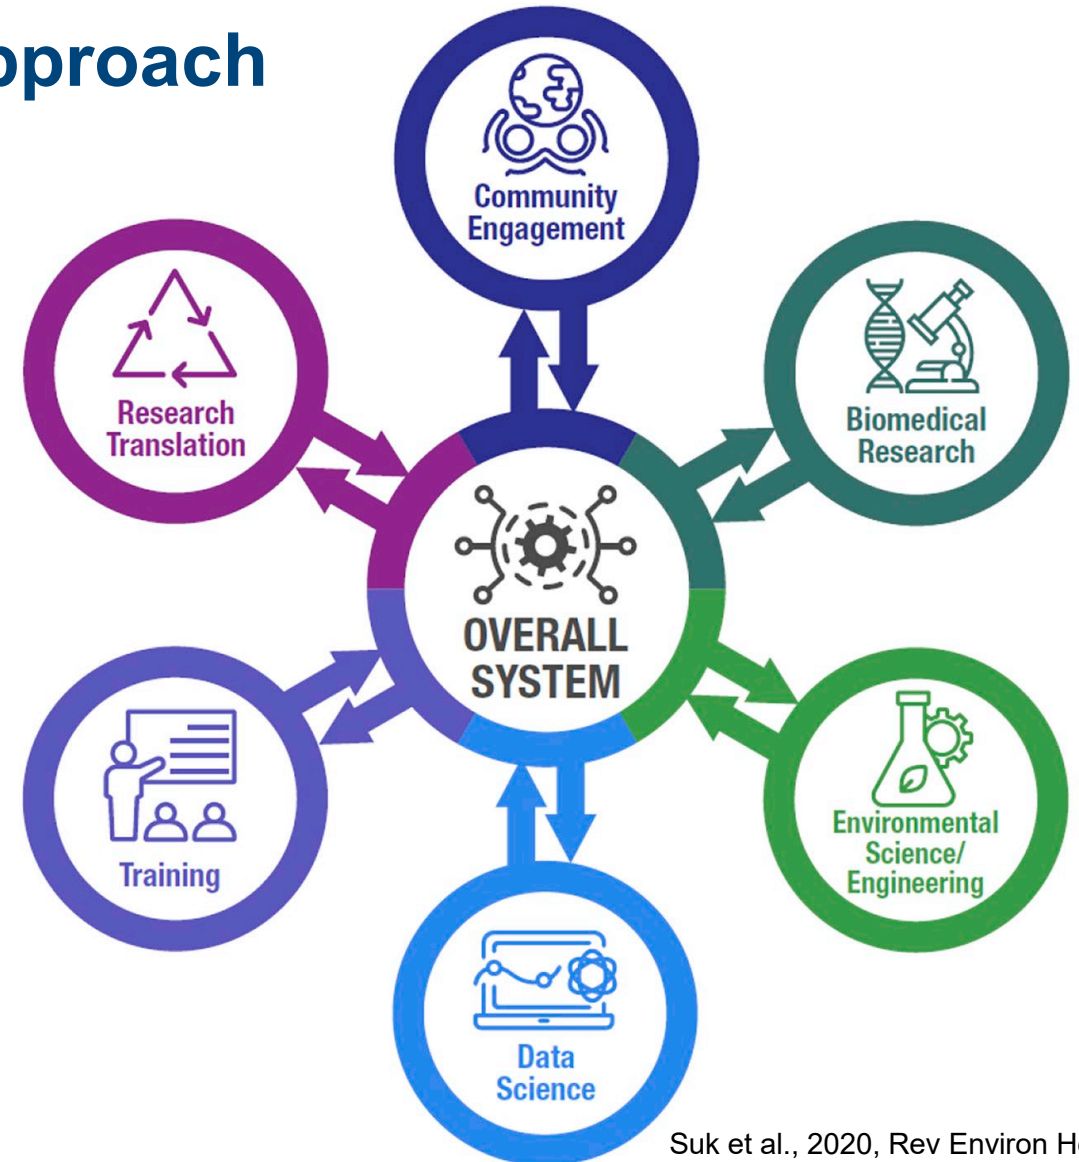 pproach
Community
Engagement
Research
Translation
Biomedical
Research
OVERALL
SYSTEM
Training
Environmental
Science/
Engineering
Data
Science
Suk et al., 2020, Rev Environ H